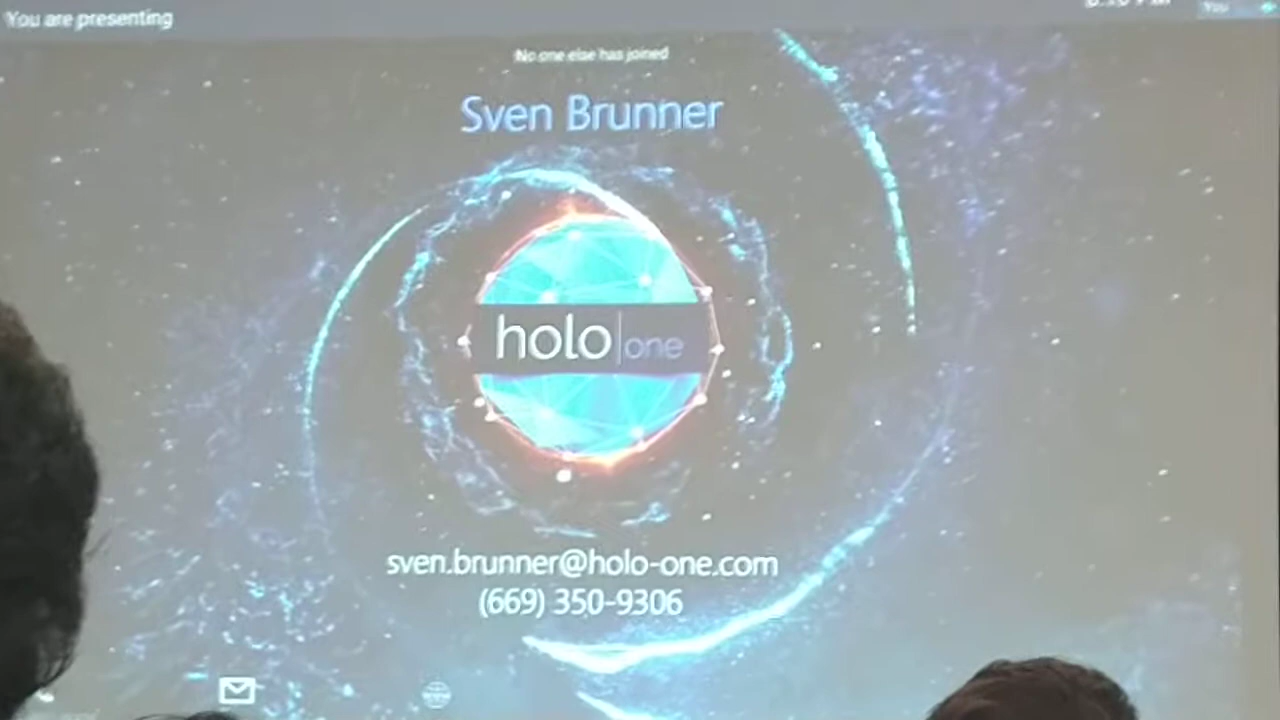 You are presenting
You
No one else has joined
Sven Brunner
holo|one
sven.brunner@holo-one.com
(669) 350-9306